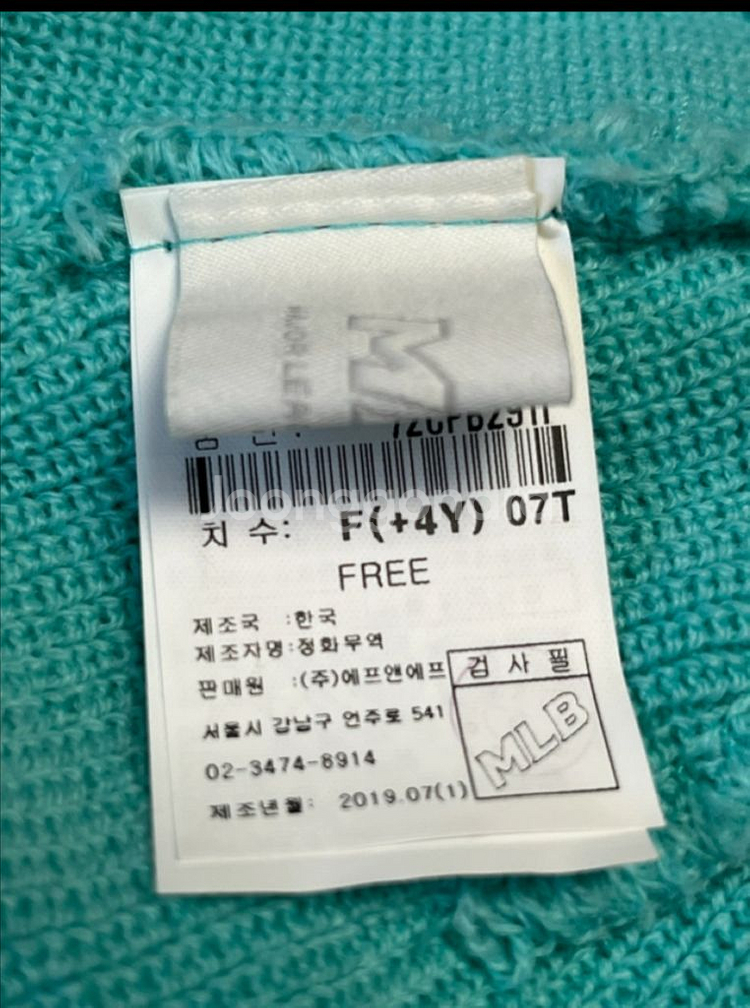 치 수: F(+4Y) 07T
FREE
제조국 :한국
제조자명:정화무역
판매원 :(주)에프앤에프
서울시 강남구 언주로 541
02-3474-8914
제조년월: 2019.07(1)
검 사 필
MLB